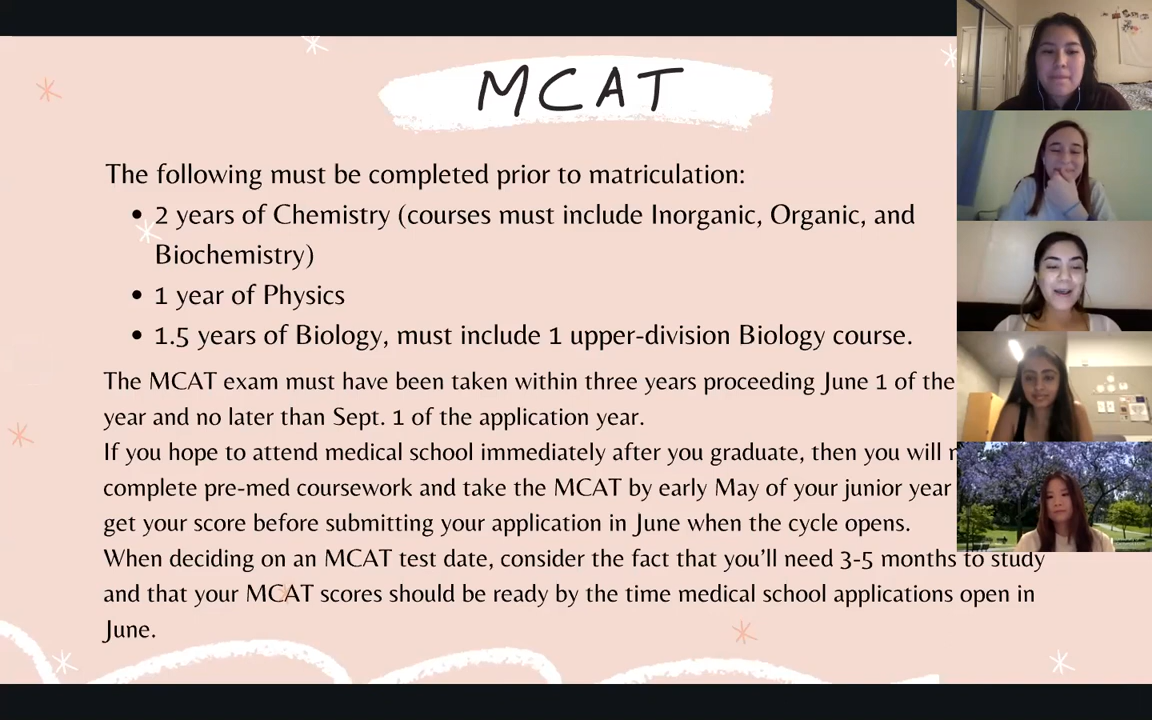 MCAT
The following must be completed prior to matriculation:
• 2 years of Chemistry (courses must include Inorganic, Organic, and
Biochemistry)
• 1 year of Physics
• 1.5 years of Biology, must include 1 upper-division Biology course.
The MCAT exam must have been taken within three years proceeding June 1 of the
year and no later than Sept. 1 of the application year.
If you hope to attend medical school immediately after you graduate, then you will
complete pre-med coursework and take the MCAT by early May of your junior year
get your score before submitting your application in June when the cycle opens.
When deciding on an MCAT test date, consider the fact that you’ll need 3-5 months to study
and that your MCAT scores should be ready by the time medical school applications open in
June.